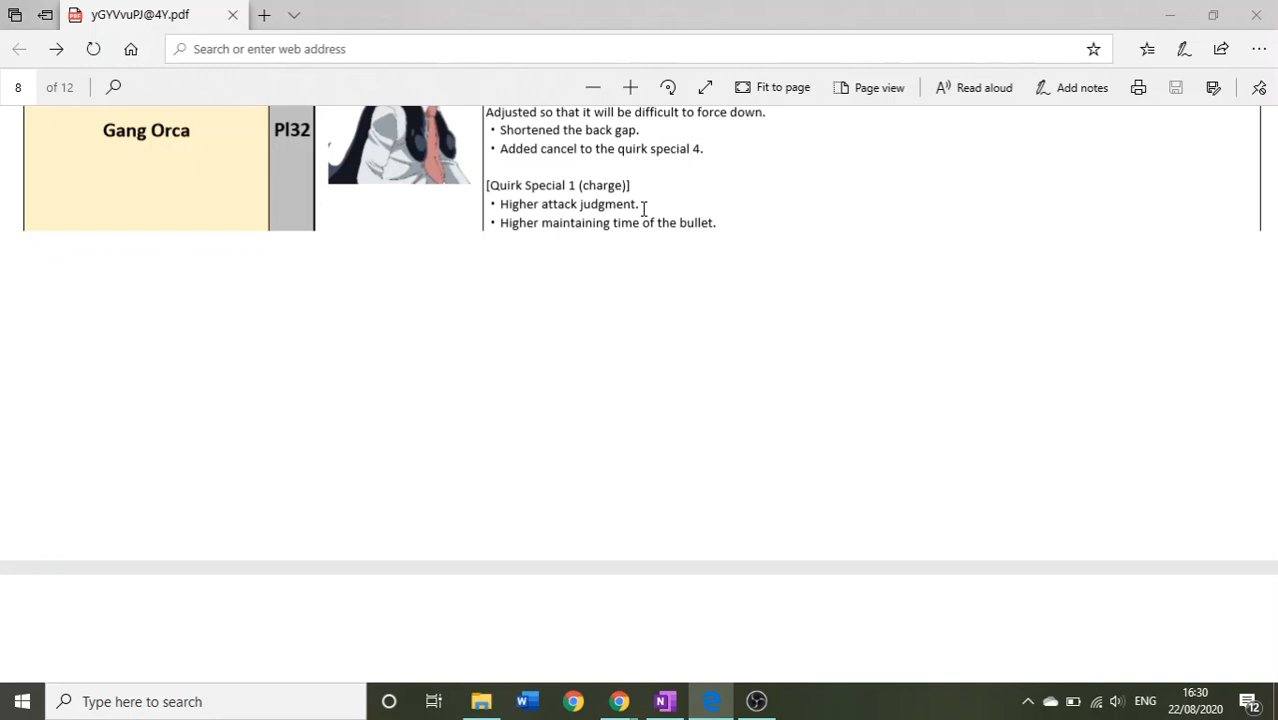 yGYVvuPJ@4Y.pdf
Search or enter web address
8 of 12
Fit to page
Page view
Read aloud
Add notes
Adjusted so that it will be difficult to force down.
Gang Orca
Pl32
・Shortened the back gap.
・Added cancel to the quirk special 4.
[Quirk Special 1 (charge)]
・Higher attack judgment.
・Higher maintaining time of the bullet.
Type here to search
ENG
16:30
22/08/2020
12